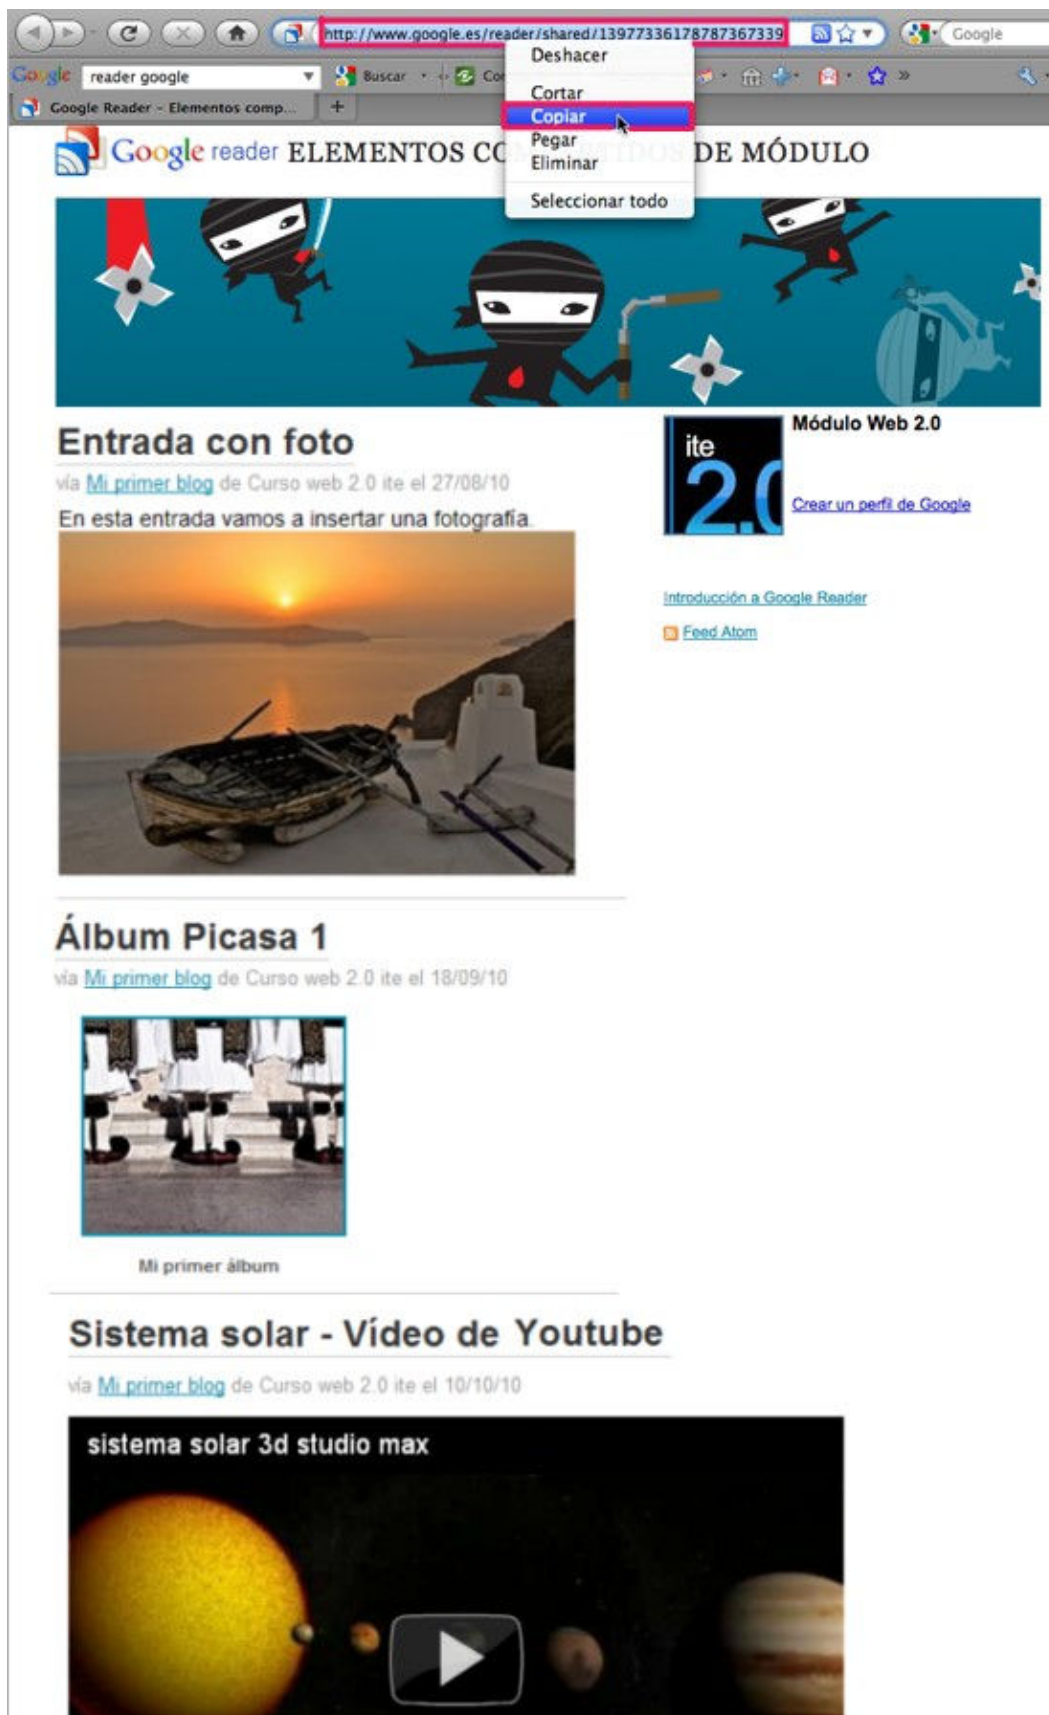 http://www.google.es/reader/shared/13977336178787367339
Google
Google reader google Buscar
Deshacer
Cortar
Copiar
Pegar
Eliminar
Seleccionar todo
Google Reader - Elementos comp... +
Google reader ELEMENTOS DE MÓDULO
Entrada con foto
vía Mi primer blog de Curso web 2.0 ite el 27/08/10
En esta entrada vamos a insertar una fotografía.
ite
2.0
Módulo Web 2.0
Crear un perfil de Google
Introducción a Google Reader
Feed Atom
Álbum Picasa 1
vía Mi primer blog de Curso web 2.0 ite el 18/09/10
Mi primer álbum
Sistema solar - Vídeo de Youtube
vía Mi primer blog de Curso web 2.0 ite el 10/10/10
sistema solar 3d studio max